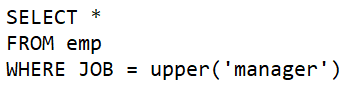 SELECT *
FROM emp
WHERE JOB = upper('manager')